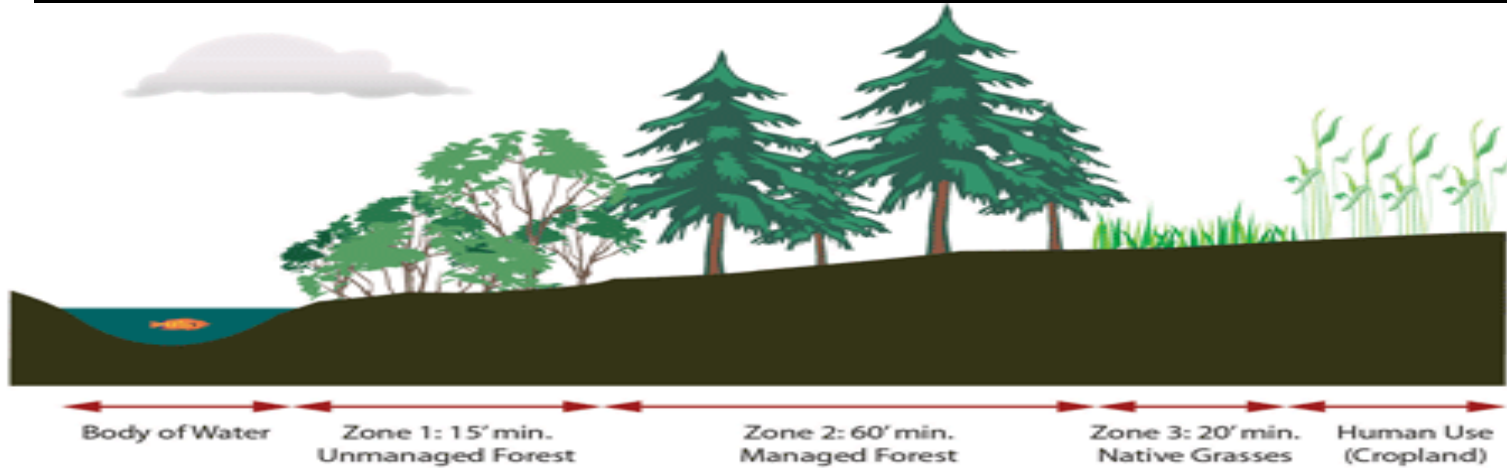 Body of Water
Zone 1: 15' min.
Unmanaged Forest
Zone 2: 60' min.
Managed Forest
Zone 3: 20' min.
Native Grasses
Human Use
(Cropland)